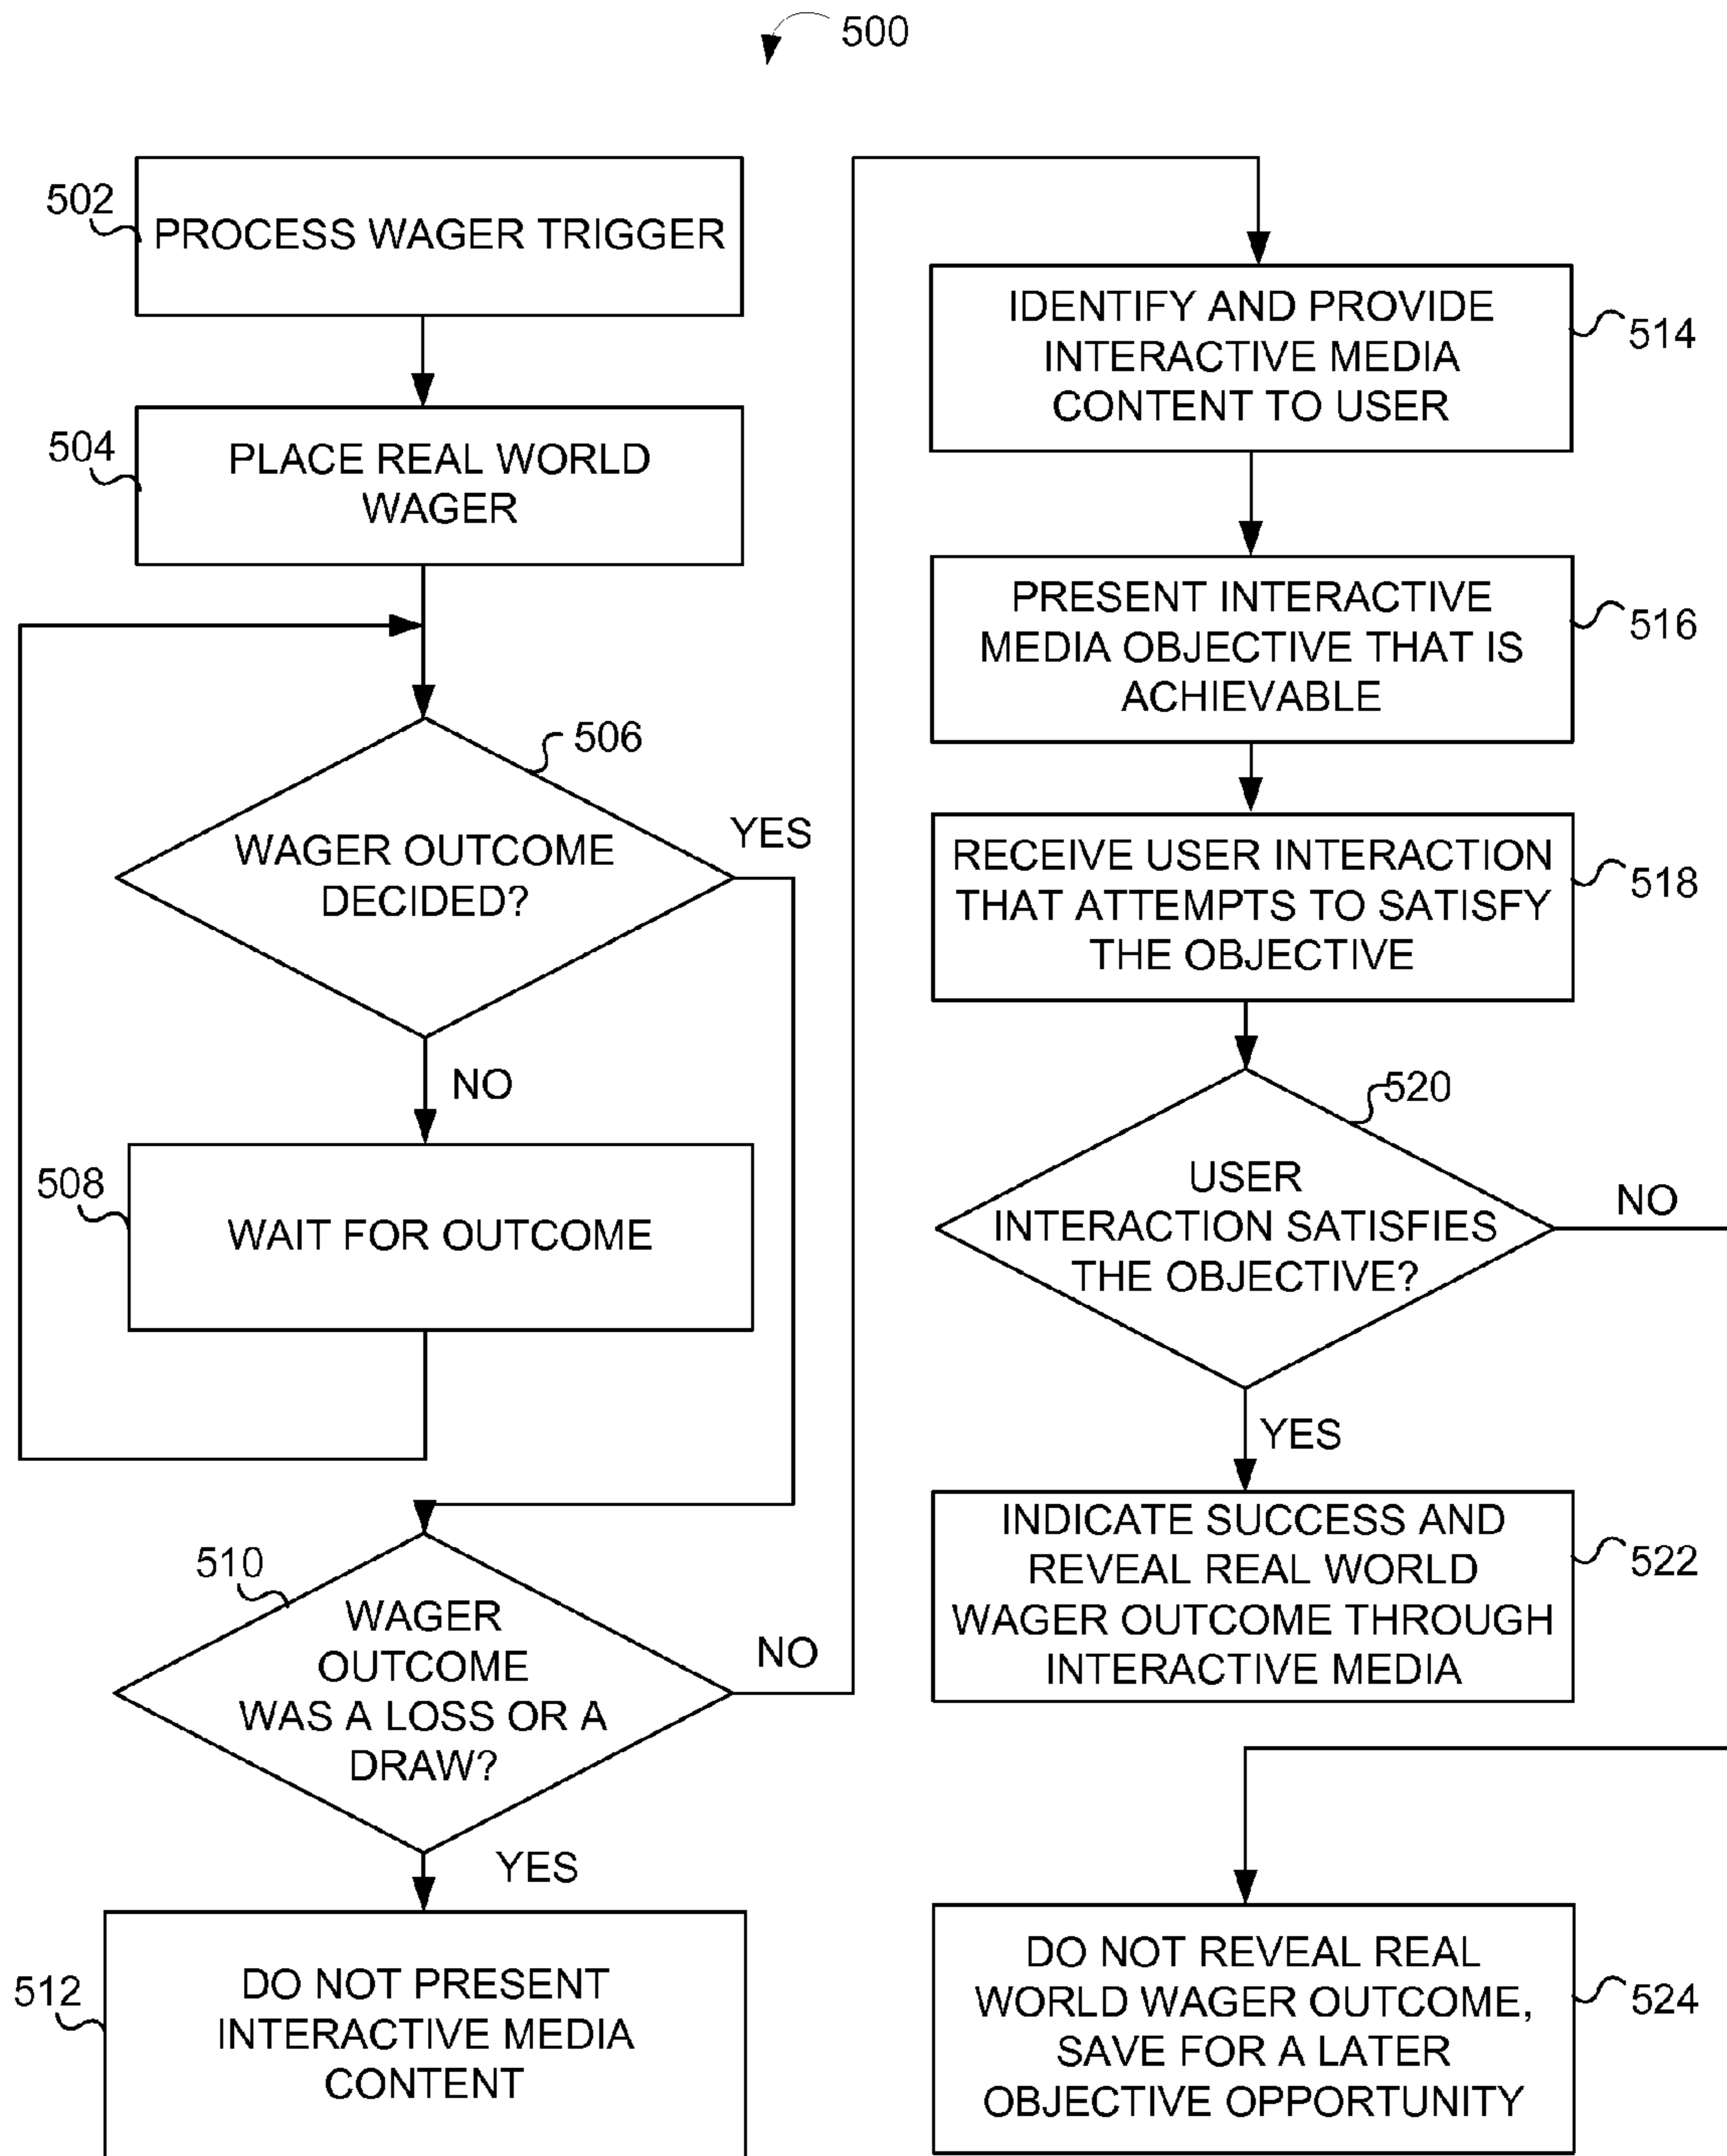 500
502
PROCESS WAGER TRIGGER
504
PLACE REAL WORLD
WAGER
506
WAGER OUTCOME
DECIDED?
YES
NO
508
WAIT FOR OUTCOME
510
WAGER
OUTCOME
WAS A LOSS OR A
DRAW?
NO
YES
512
DO NOT PRESENT
INTERACTIVE MEDIA
CONTENT
IDENTIFY AND PROVIDE
INTERACTIVE MEDIA
CONTENT TO USER
514
PRESENT INTERACTIVE
MEDIA OBJECTIVE THAT IS
ACHIEVABLE
516
RECEIVE USER INTERACTION
THAT ATTEMPTS TO SATISFY
THE OBJECTIVE
518
520
USER
INTERACTION SATISFIES
THE OBJECTIVE?
NO
YES
INDICATE SUCCESS AND
REVEAL REAL WORLD
WAGER OUTCOME THROUGH
INTERACTIVE MEDIA
522
DO NOT REVEAL REAL
WORLD WAGER OUTCOME,
SAVE FOR A LATER
OBJECTIVE OPPORTUNITY
524